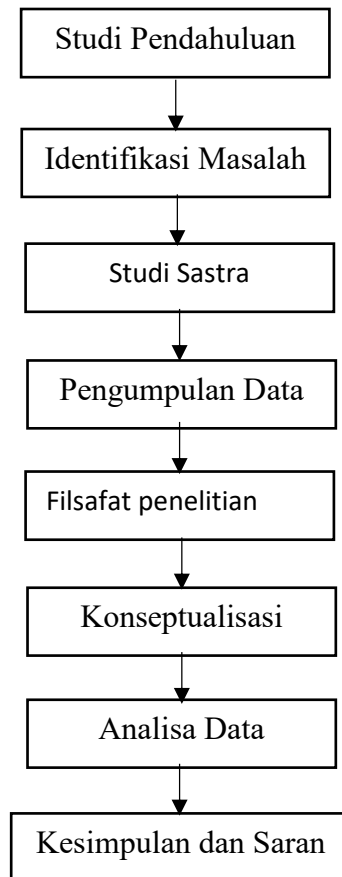 Studi Pendahuluan
Identifikasi Masalah
Studi Sastra
Pengumpulan Data
Filsafat penelitian
Konseptualisasi
Analisa Data
Kesimpulan dan Saran